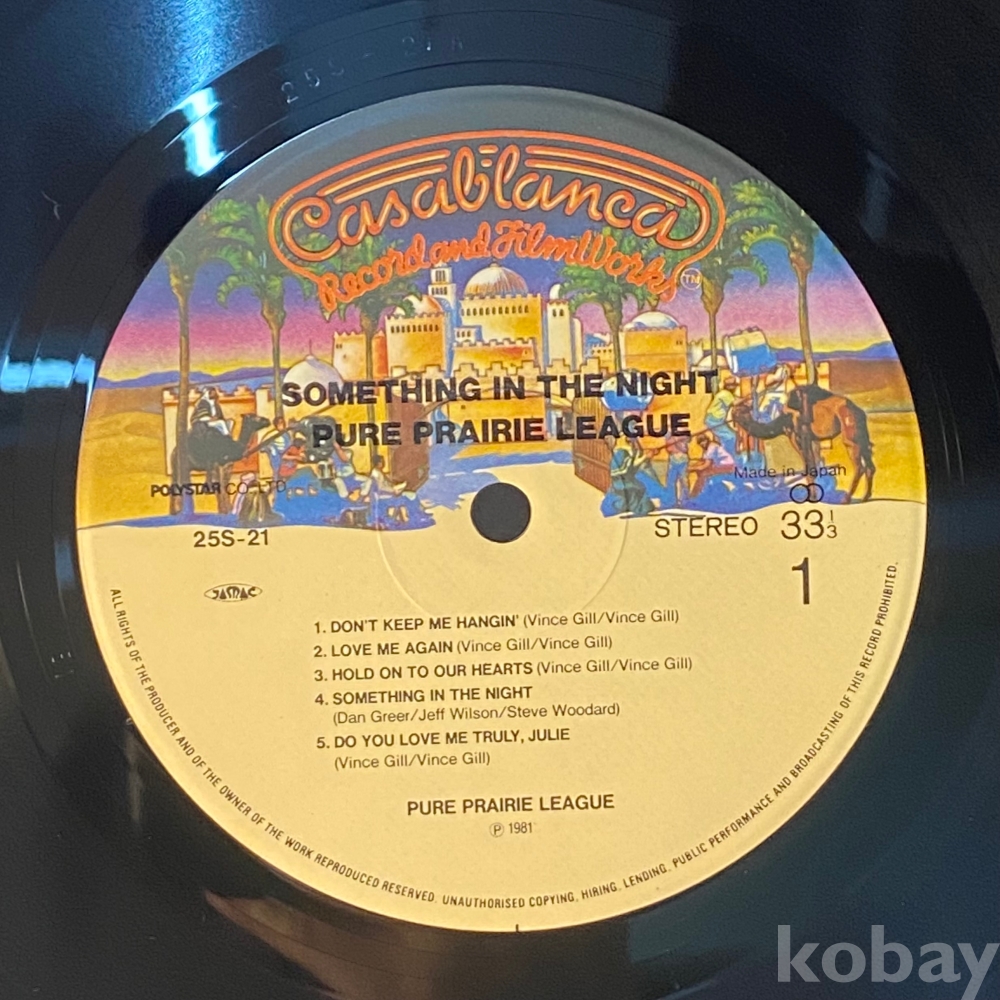 Casablanca
Record and FilmWorks
TM
SOMETHING IN THE NIGHT
PURE PRAIRIE LEAGUE
Made in Japan
POLYSTAR CO. LTD.
25S-21
STEREO 33 1/3
1
JASRAC
1. DON'T KEEP ME HANGIN' (Vince Gill/Vince Gill)
2. LOVE ME AGAIN (Vince Gill/Vince Gill)
3. HOLD ON TO OUR HEARTS (Vince Gill/Vince Gill)
4. SOMETHING IN THE NIGHT
(Dan Greer/Jeff Wilson/Steve Woodard)
5. DO YOU LOVE ME TRULY, JULIE
(Vince Gill/Vince Gill)
PURE PRAIRIE LEAGUE
Ⓟ 1981
ALL RIGHTS OF THE PRODUCER AND OF THE OWNER OF THE WORK REPRODUCED RESERVED. UNAUTHORISED COPYING, HIRING, LENDING, PUBLIC PERFORMANCE AND BROADCASTING OF THIS RECORD PROHIBITED.
kobay